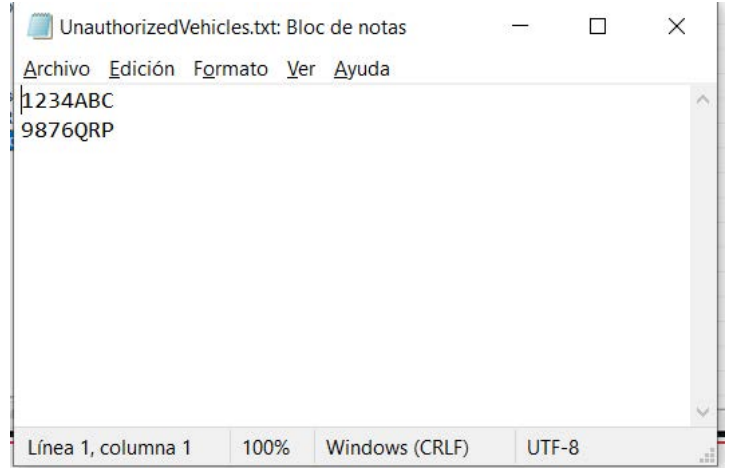 UnauthorizedVehicles.txt: Bloc de notas
Archivo Edición Formato Ver Ayuda
1234ABC
9876QRP
Línea 1, columna 1 100% Windows (CRLF) UTF-8